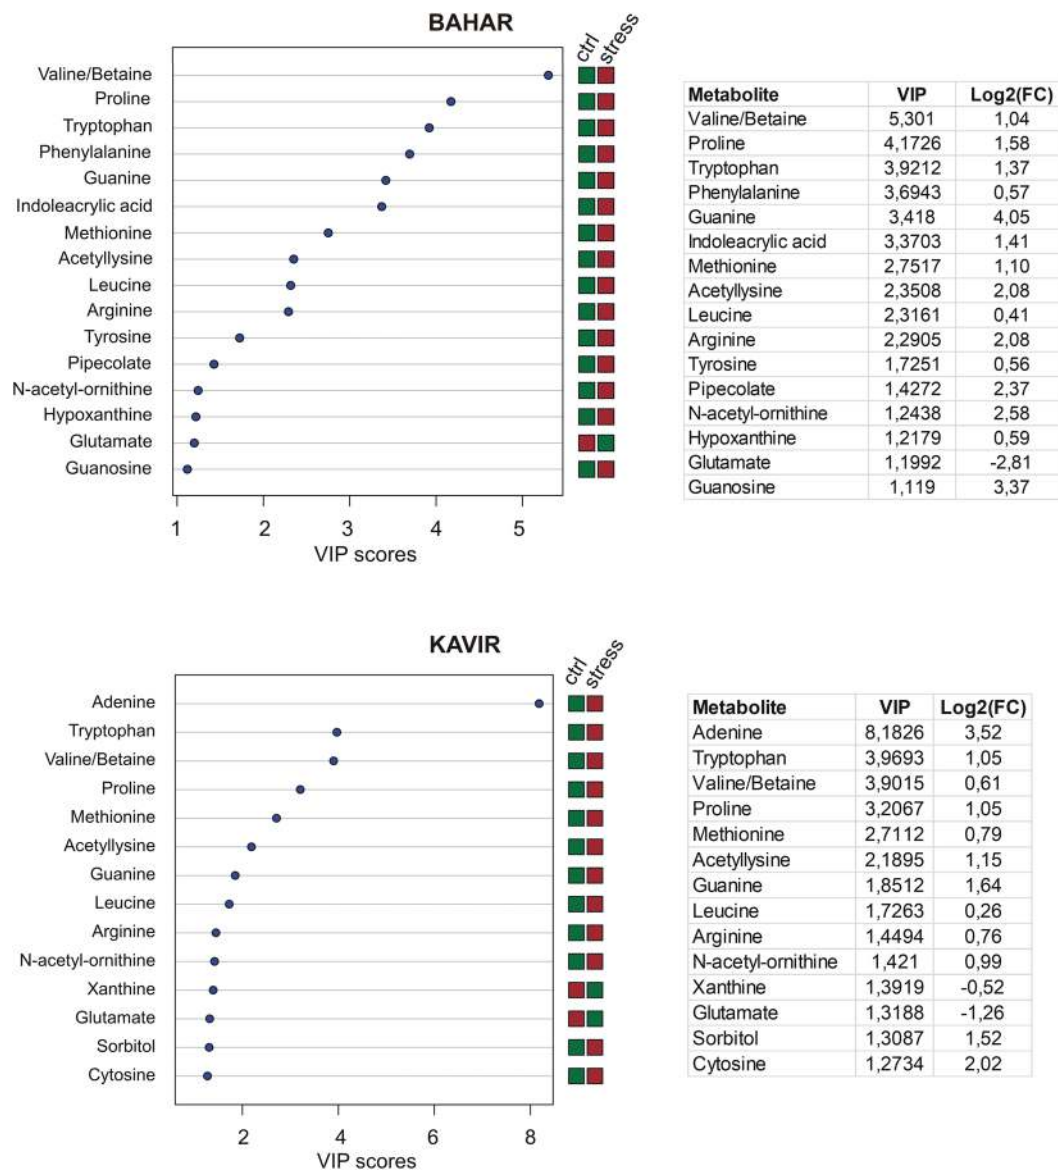 BAHAR
ctrl stress
Valine/Betaine
Proline
Tryptophan
Phenylalanine
Guanine
Indoleacrylic acid
Methionine
Acetyllysine
Leucine
Arginine
Tyrosine
Pipecolate
N-acetyl-ornithine
Hypoxanthine
Glutamate
Guanosine
1 2 3 4 5
VIP scores
Metabolite VIP Log2(FC)
Valine/Betaine 5,301 1,04
Proline 4,1726 1,58
Tryptophan 3,9212 1,37
Phenylalanine 3,6943 0,57
Guanine 3,418 4,05
Indoleacrylic acid 3,3703 1,41
Methionine 2,7517 1,10
Acetyllysine 2,3508 2,08
Leucine 2,3161 0,41
Arginine 2,2905 2,08
Tyrosine 1,7251 0,56
Pipecolate 1,4272 2,37
N-acetyl-ornithine 1,2438 2,58
Hypoxanthine 1,2179 0,59
Glutamate 1,1992 -2,81
Guanosine 1,119 3,37
KAVIR
ctrl stress
Adenine
Tryptophan
Valine/Betaine
Proline
Methionine
Acetyllysine
Guanine
Leucine
Arginine
N-acetyl-ornithine
Xanthine
Glutamate
Sorbitol
Cytosine
2 4 6 8
VIP scores
Metabolite VIP Log2(FC)
Adenine 8,1826 3,52
Tryptophan 3,9693 1,05
Valine/Betaine 3,9015 0,61
Proline 3,2067 1,05
Methionine 2,7112 0,79
Acetyllysine 2,1895 1,15
Guanine 1,8512 1,64
Leucine 1,7263 0,26
Arginine 1,4494 0,76
N-acetyl-ornithine 1,421 0,99
Xanthine 1,3919 -0,52
Glutamate 1,3188 -1,26
Sorbitol 1,3087 1,52
Cytosine 1,2734 2,02